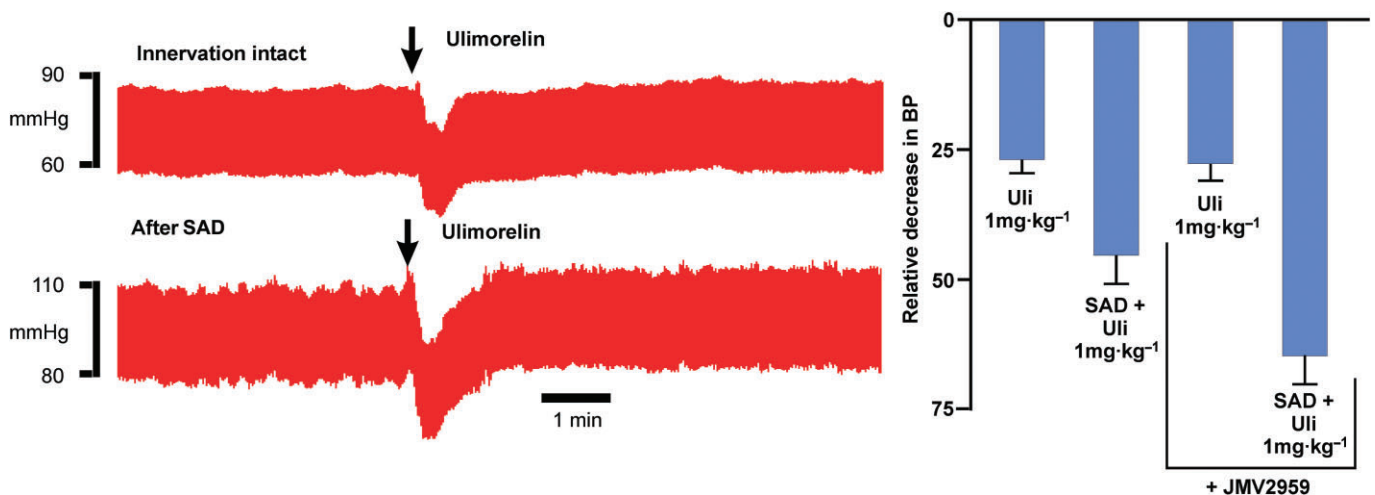 Innervation intact
Ulimorelin
90
mmHg
60
After SAD
Ulimorelin
110
mmHg
80
1 min
Relative decrease in BP
0
25
50
75
Uli
1mg·kg⁻¹
SAD +
Uli
1mg·kg⁻¹
Uli
1mg·kg⁻¹
SAD +
Uli
1mg·kg⁻¹
+ JMV2959